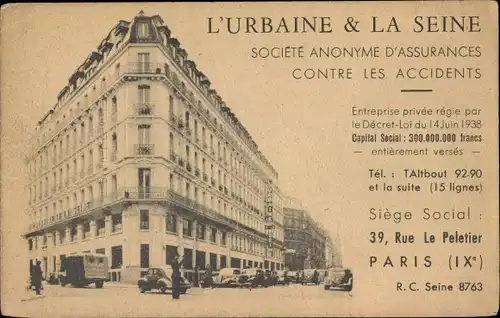 L'URBAINE & LA SEINE
SOCIÉTÉ ANONYME D'ASSURANCES
CONTRE LES ACCIDENTS
Entreprise privée régie par
le Décret-Loi du 14 Juin 1938
Capital Social : 300.000.000 francs
— entièrement versés —
Tél. : TAItbout 92-90
et la suite (15 lignes)
Siège Social :
39, Rue Le Peletier
PARIS (IXᵉ)
R. C. Seine 8763